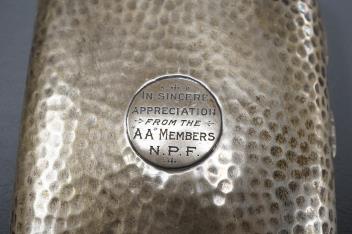 IN SINCERE
APPRECIATION
FROM THE
"AA" MEMBERS
N.P.F.